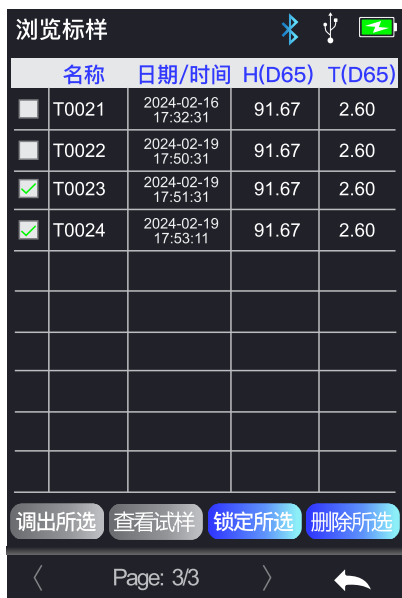 浏览标样
名称 日期/时间 H(D65) T(D65)
T0021 2024-02-16 17:32:31 91.67 2.60
T0022 2024-02-19 17:50:31 91.67 2.60
T0023 2024-02-19 17:51:31 91.67 2.60
T0024 2024-02-19 17:53:11 91.67 2.60
调出所选 查看试样 锁定所选 删除所选
Page: 3/3